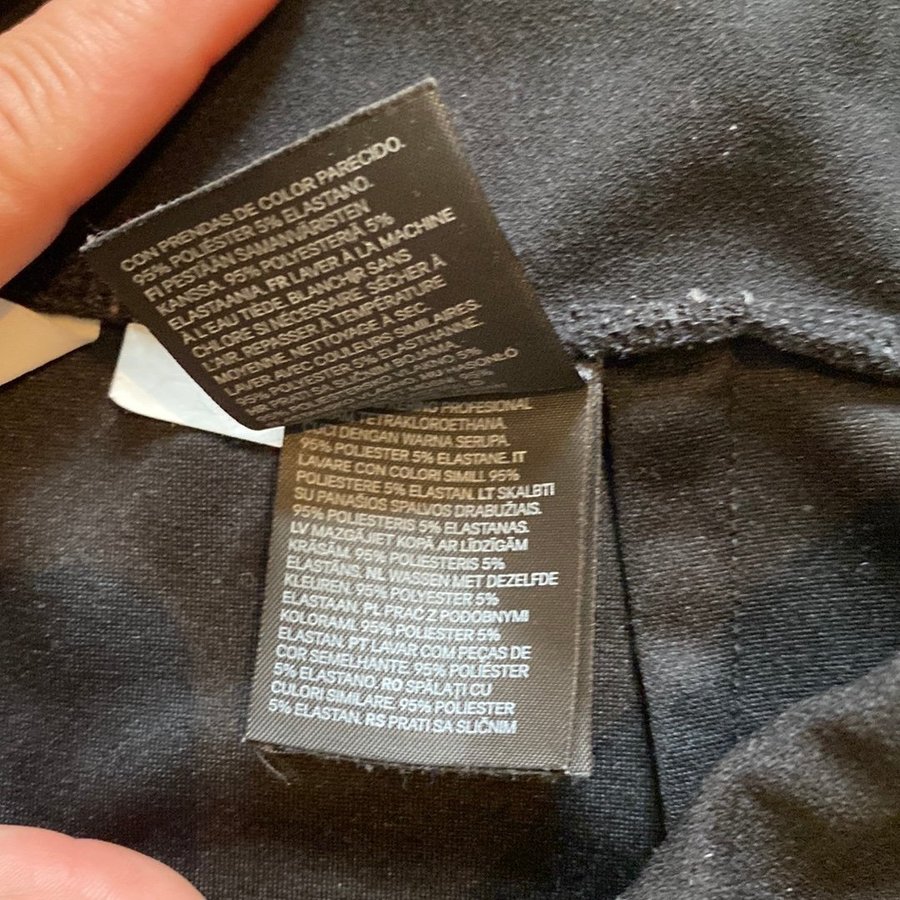 CON PRENDAS DE COLOR PARECIDO.
95% POLIÉSTER 5% ELASTANO.
FI PESTÄÄN SAMANVÄRISTEN
KANSSA. 95% POLYESTERIÄ 5%
ELASTAANIA. FR LAVER À LA MACHINE
À L'EAU TIÈDE. BLANCHIR SANS
CHLORE SI NÉCESSAIRE. SÉCHER À
L'AIR. REPASSER À TEMPÉRATURE
MOYENNE. NETTOYAGE À SEC.
LAVER AVEC COULEURS SIMILAIRES.
95% POLYESTER 5% ÉLASTHANNE.
BOJAMA.
5%
PROFESIONAL
TETRAKLOROETHANA.
CUCI DENGAN WARNA SERUPA.
95% POLIESTER 5% ELASTANE. IT
LAVARE CON COLORI SIMILI. 95%
POLIESTERE 5% ELASTAN. LT SKALBTI
SU PANAŠIOS SPALVOS DRABUŽIAIS.
95% POLIESTERIS 5% ELASTANAS.
LV MAZGĀJIET KOPĀ AR LĪDZĪGĀM
KRĀSĀM. 95% POLIESTERIS 5%
ELASTĀNS. NL WASSEN MET DEZELFDE
KLEUREN. 95% POLYESTER 5%
ELASTAAN. PL PRAĆ Z PODOBNYMI
KOLORAMI. 95% POLIESTER 5%
ELASTAN. PT LAVAR COM PEÇAS DE
COR SEMELHANTE. 95% POLIÉSTER
5% ELASTANO. RO SPĂLAȚI CU
CULORI SIMILARE. 95% POLIESTER
5% ELASTAN. RS PRATI SA SLIČNIM